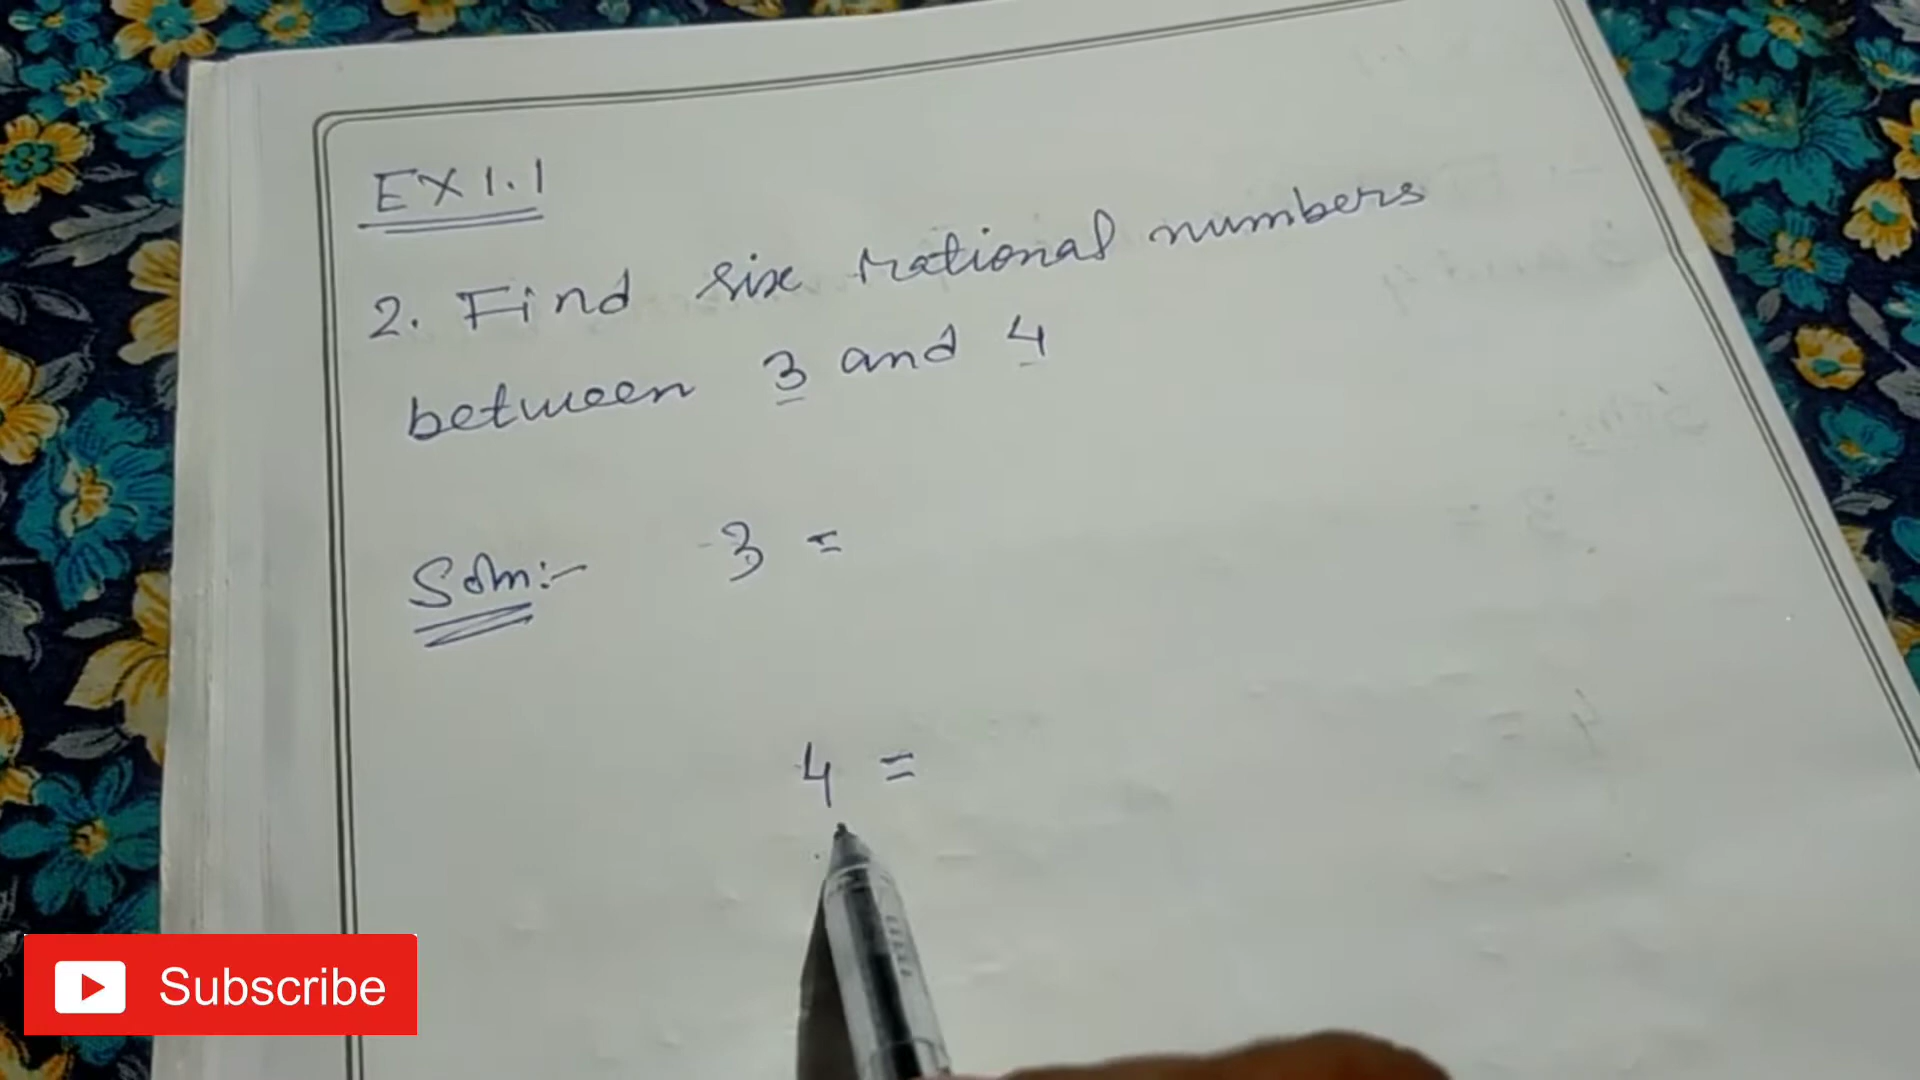 EX 1.1
2. Find six rational numbers
between 3 and 4
Soln:- 3 =
4 =
Subscribe